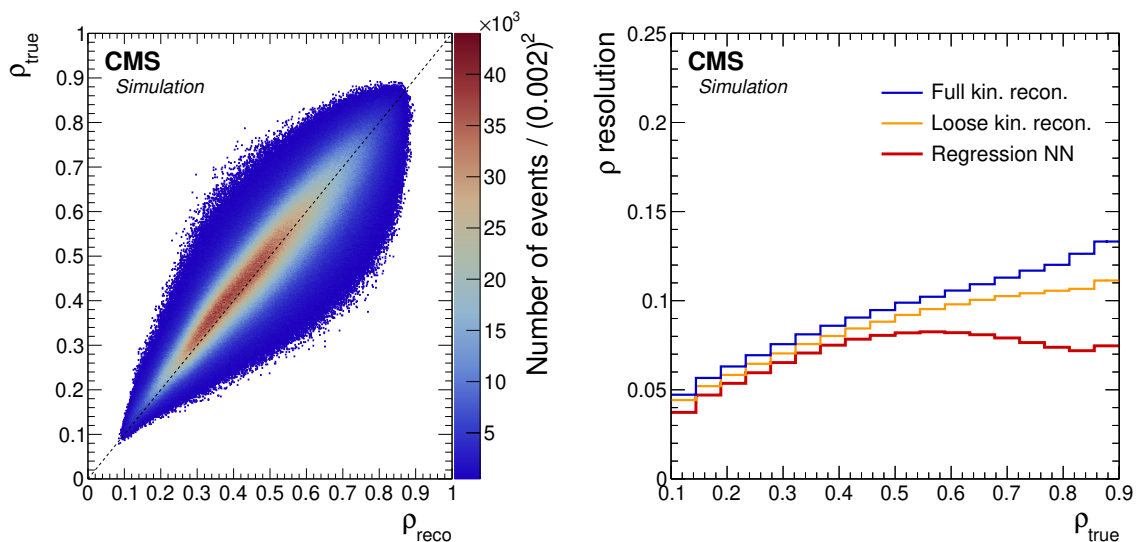 CMS
Simulation
ρtrue
1
0.9
0.8
0.7
0.6
0.5
0.4
0.3
0.2
0.1
0
0 0.1 0.2 0.3 0.4 0.5 0.6 0.7 0.8 0.9 1
ρreco
×10³
40
35
30
25
20
15
10
5
Number of events / (0.002)²
CMS
Simulation
ρ resolution
0.25
0.2
0.15
0.1
0.05
0
Full kin. recon.
Loose kin. recon.
Regression NN
0.1 0.2 0.3 0.4 0.5 0.6 0.7 0.8 0.9
ρtrue